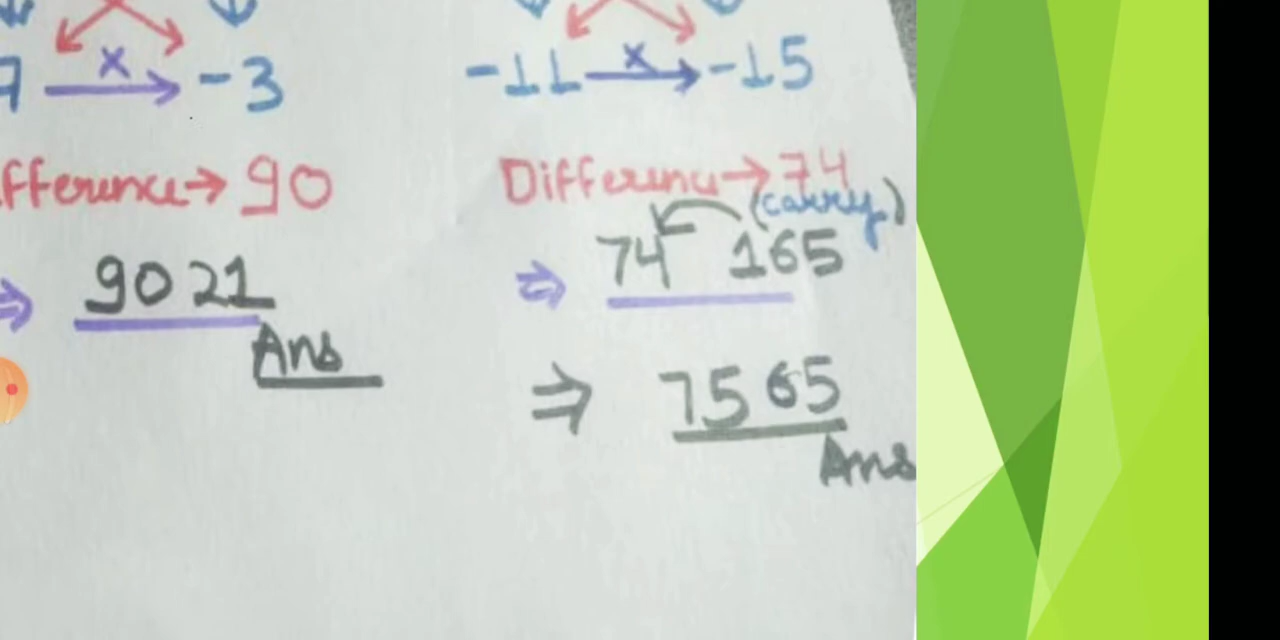 7 x -3
-11 x -15
fference→ 90
Difference→74
(carry)
74 165
⇒ 9021
Ans
⇒ 7565
Ans